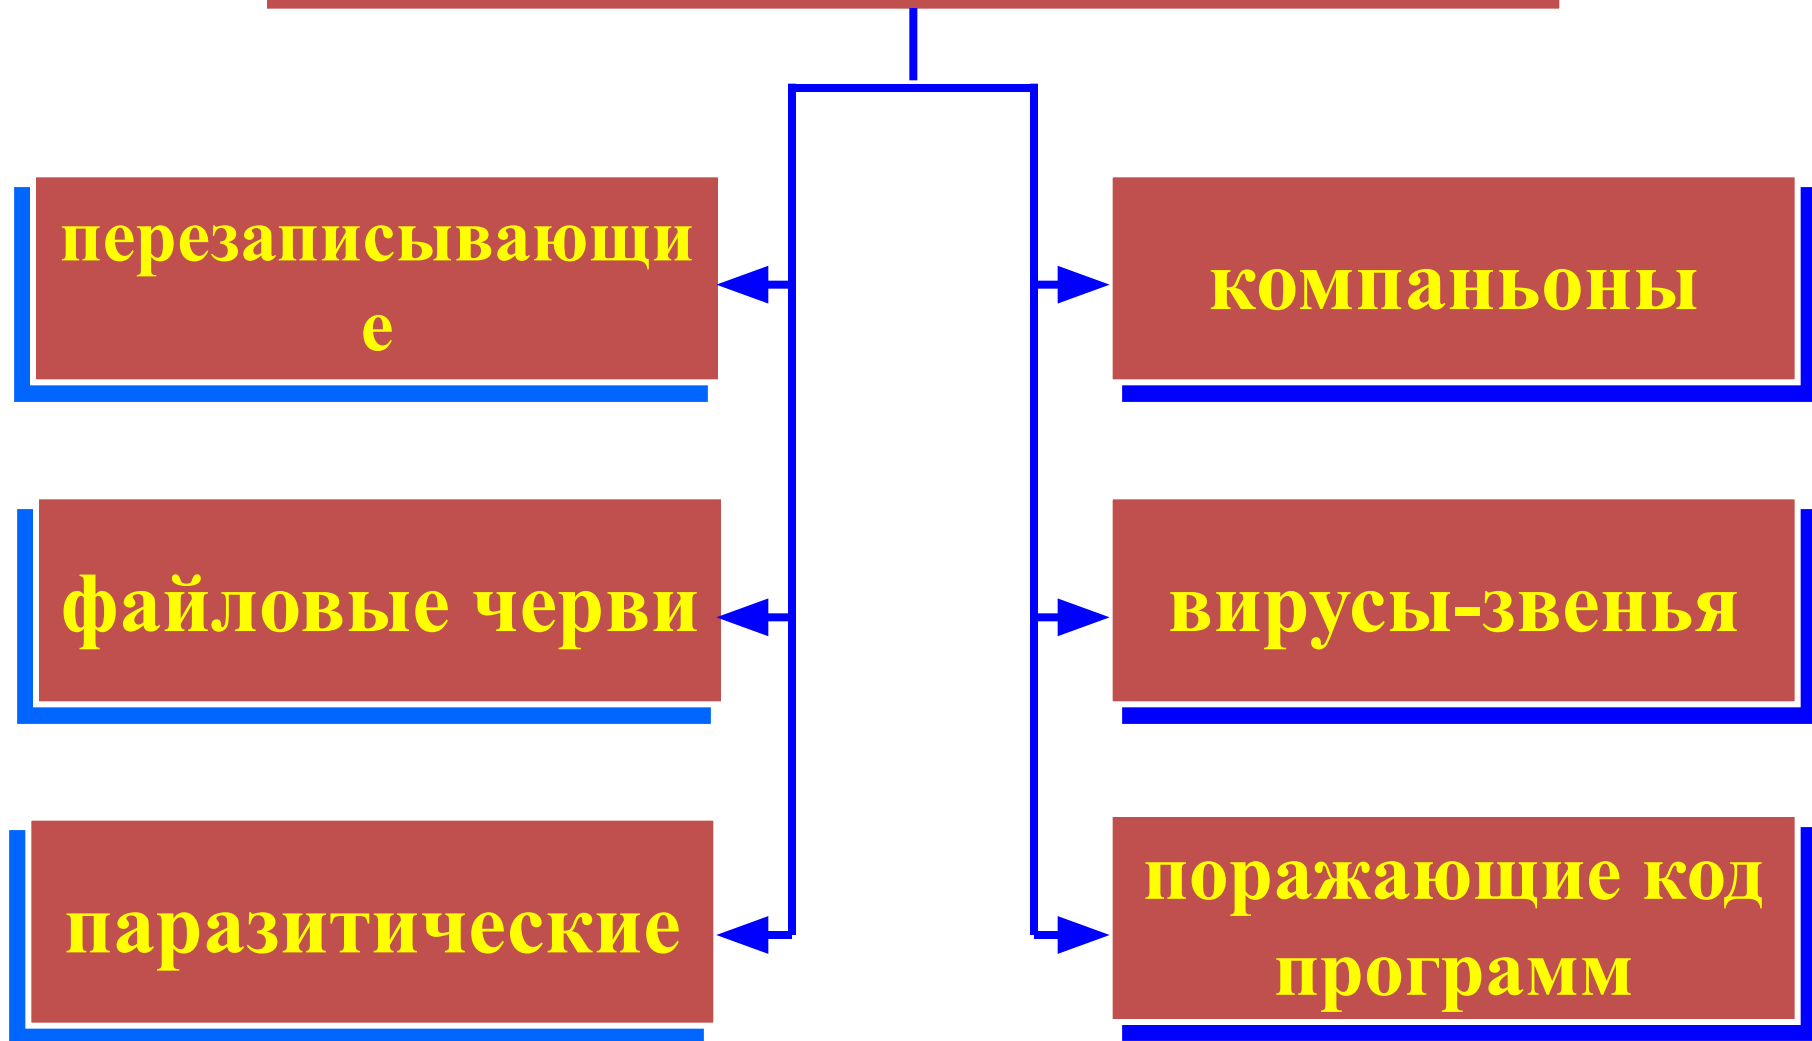 перезаписывающи
е
компаньоны
файловые черви
вирусы-звенья
паразитические
поражающие код
программ